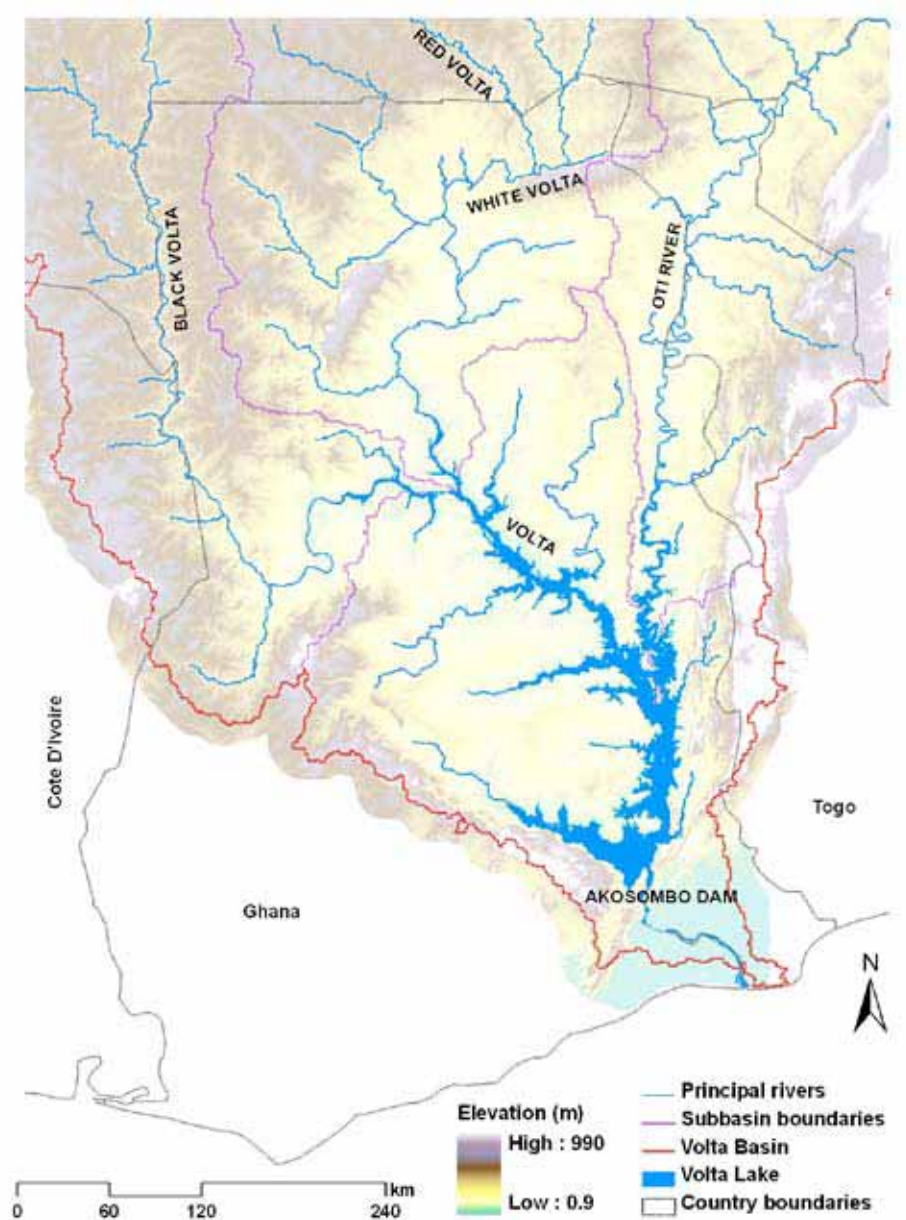 RED VOLTA
WHITE VOLTA
BLACK VOLTA
OTI RIVER
VOLTA
Cote D'Ivoire
Togo
AKOSOMBO DAM
Ghana
N
Elevation (m)
High : 990
Low : 0.9
Principal rivers
Subbasin boundaries
Volta Basin
Volta Lake
Country boundaries
km
0 60 120 240